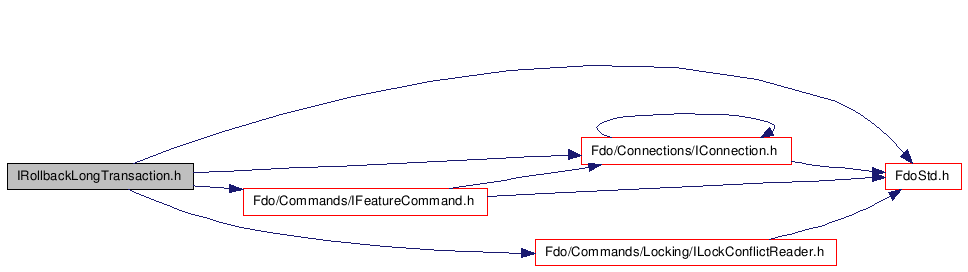 Fdo/Connections/IConnection.h
IRollbackLongTransaction.h
FdoStd.h
Fdo/Commands/IFeatureCommand.h
Fdo/Commands/Locking/ILockConflictReader.h